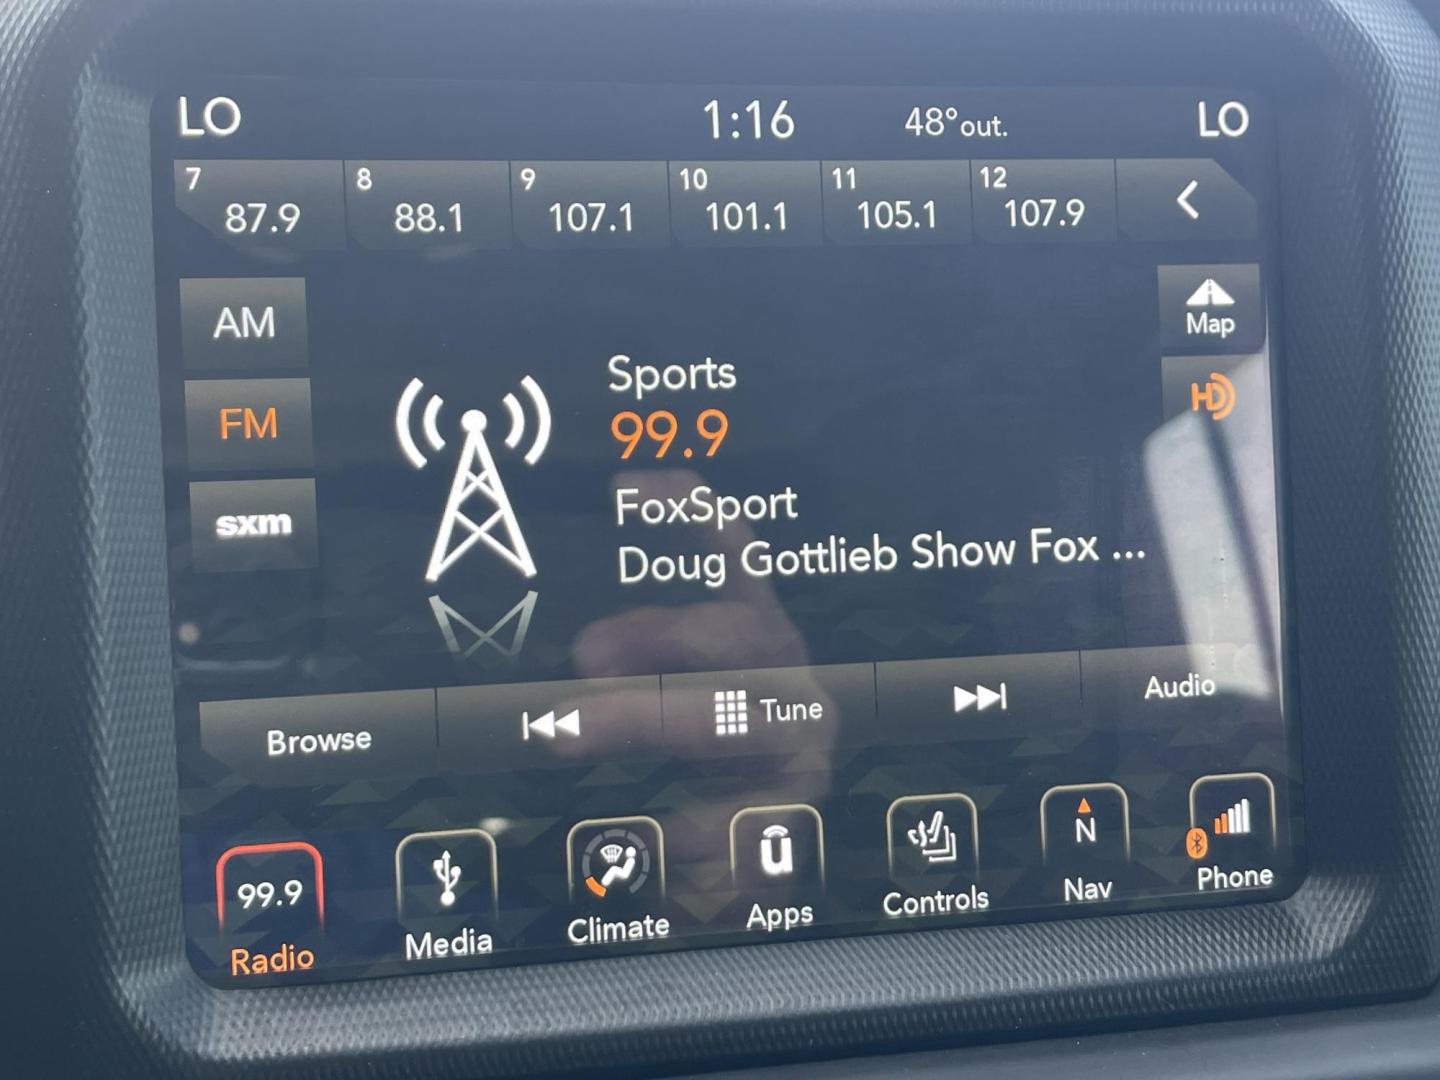 LO 1:16 48°out. LO
7 8 9 10 11 12
87.9 88.1 107.1 101.1 105.1 107.9
AM
Map
FM
HD
sxm
Sports
99.9
FoxSport
Doug Gottlieb Show Fox ...
Browse Tune Audio
99.9 u N
Radio Media Climate Apps Controls Nav Phone